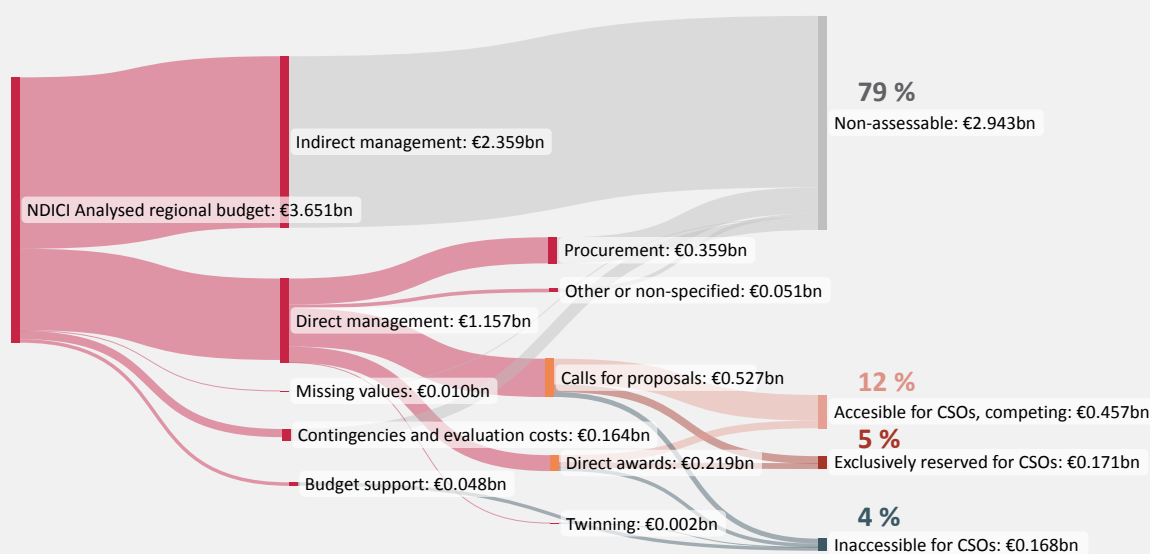 79 %
Non-assessable: €2.943bn
Indirect management: €2.359bn
NDICI Analysed regional budget: €3.651bn
Procurement: €0.359bn
Other or non-specified: €0.051bn
Direct management: €1.157bn
Calls for proposals: €0.527bn
Missing values: €0.010bn
12 %
Accesible for CSOs, competing: €0.457bn
Contingencies and evaluation costs: €0.164bn
5 %
Direct awards: €0.219bn
Exclusively reserved for CSOs: €0.171bn
Budget support: €0.048bn
4 %
Twinning: €0.002bn
Inaccessible for CSOs: €0.168bn